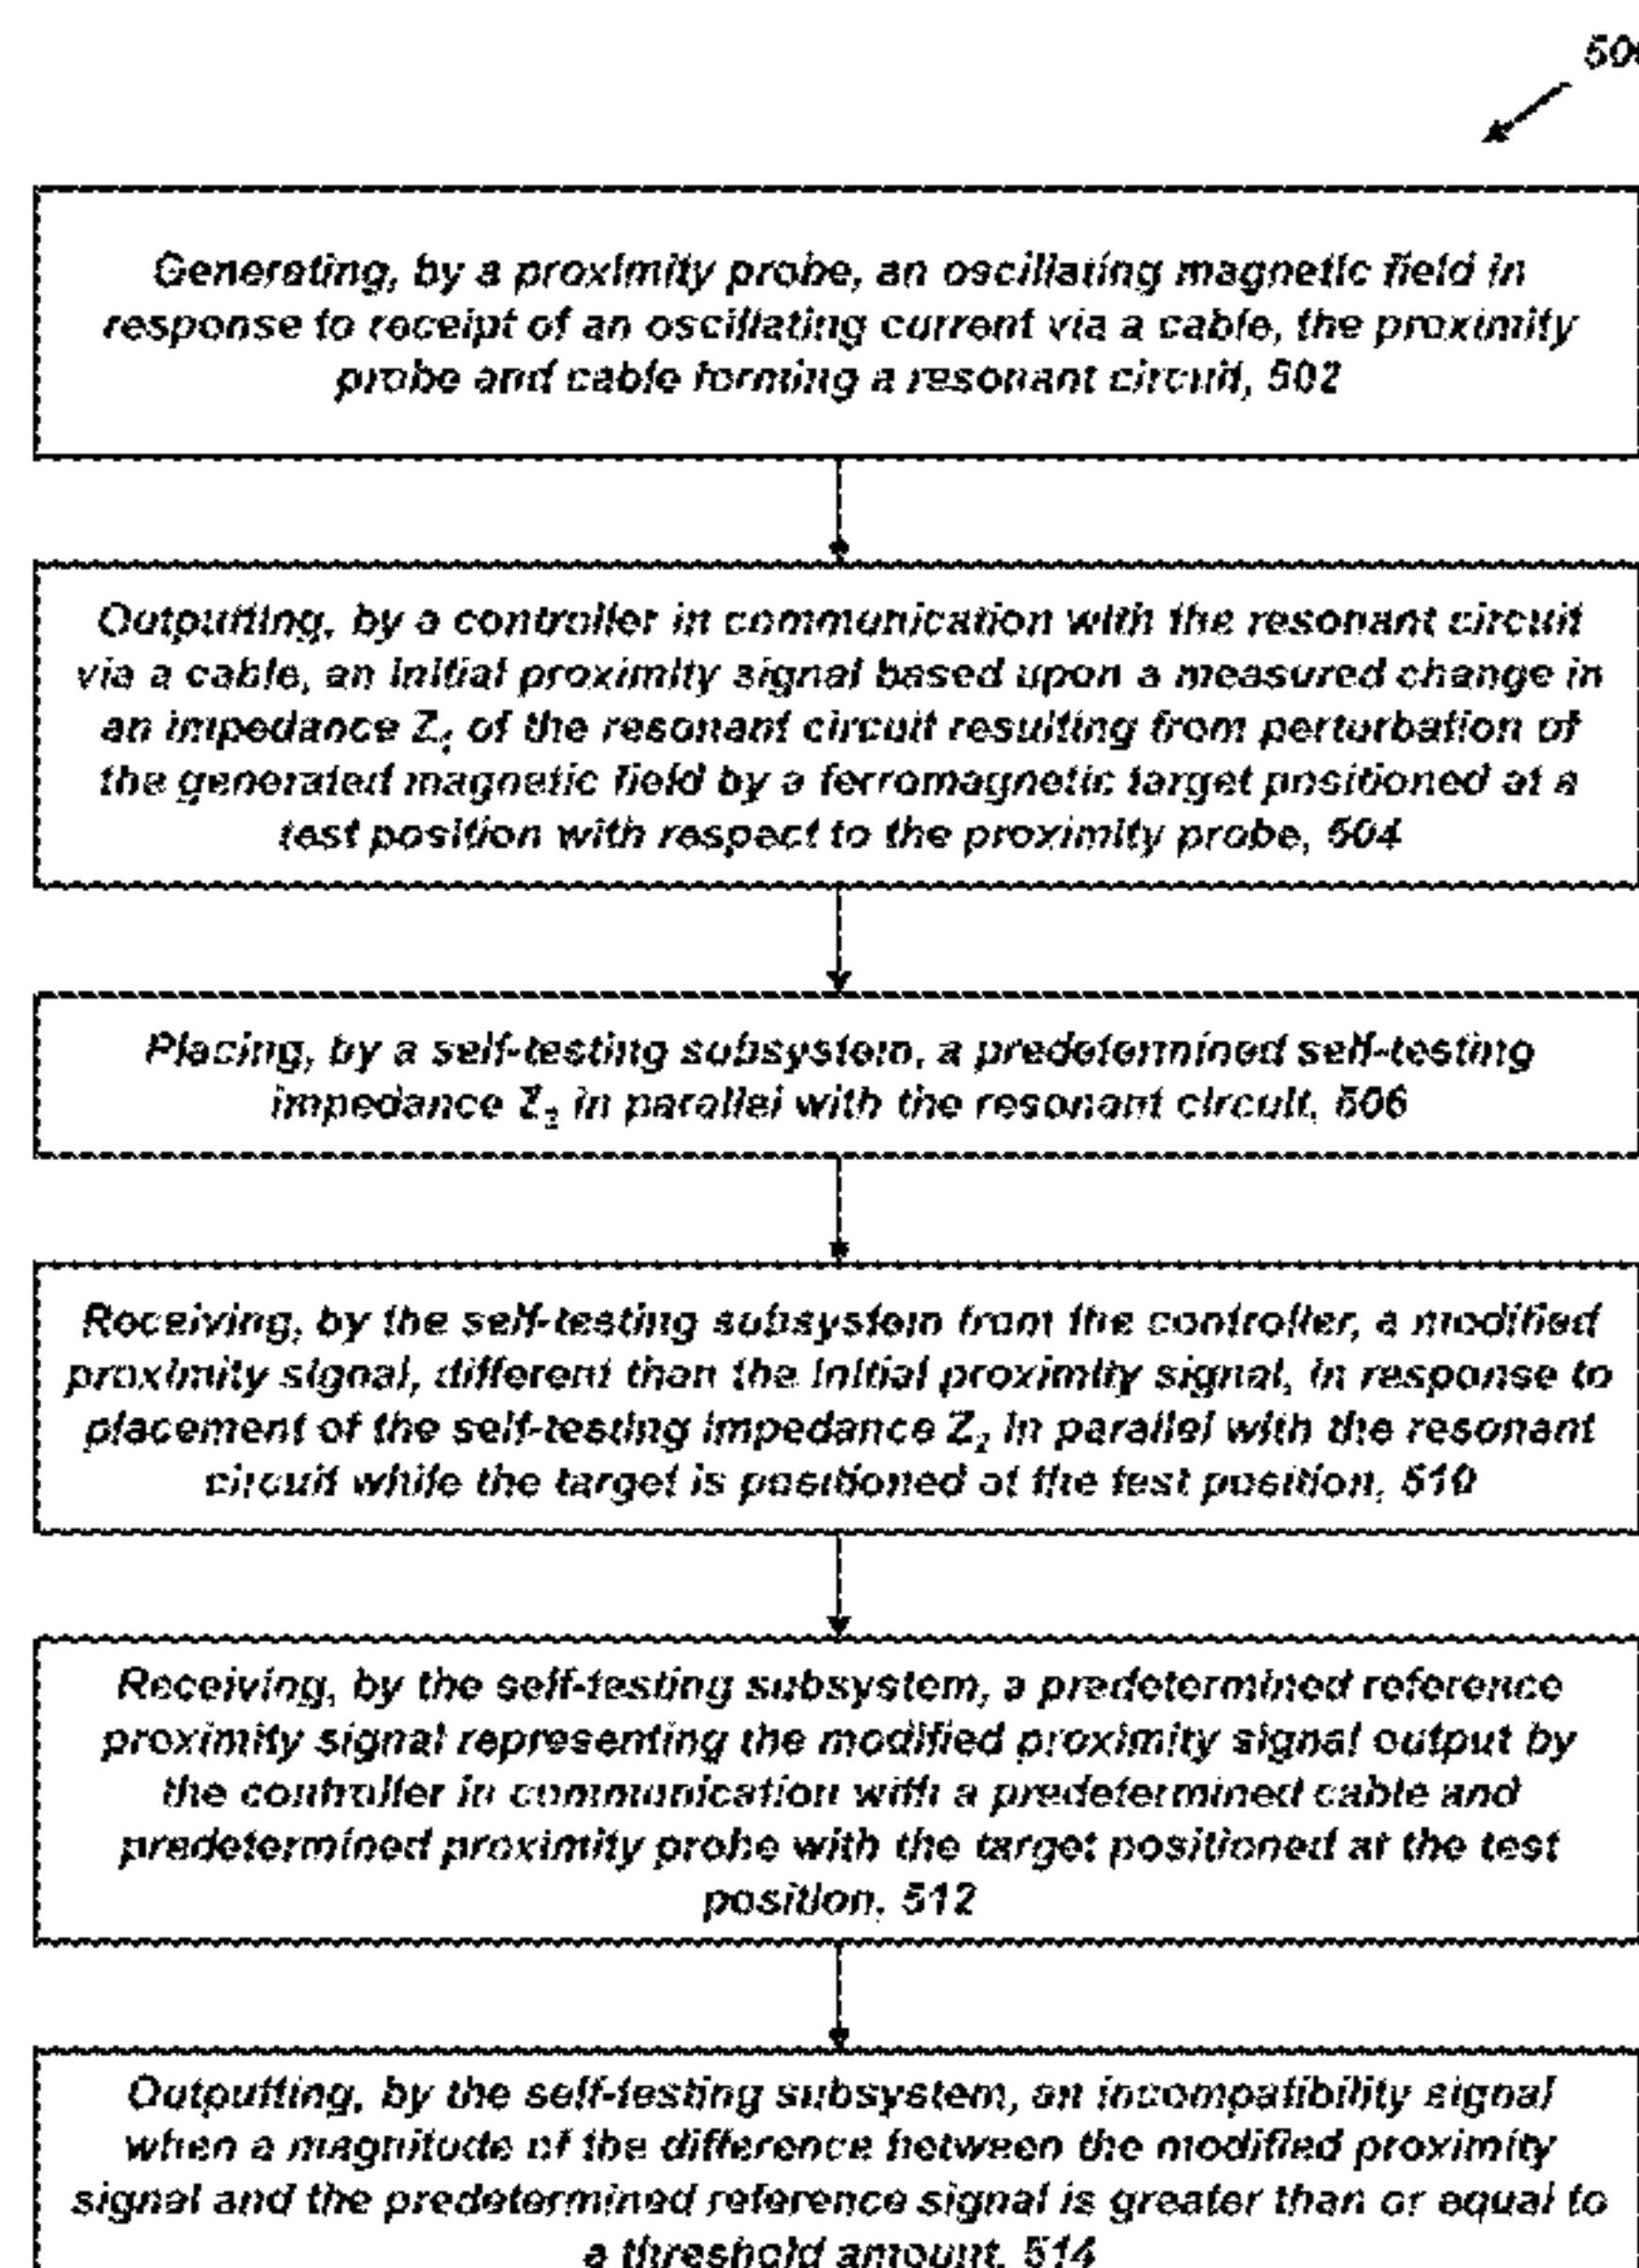 500
Generating, by a proximity probe, an oscillating magnetic field in
response to receipt of an oscillating current via a cable, the proximity
probe and cable forming a resonant circuit, 502
Outputting, by a controller in communication with the resonant circuit
via a cable, an initial proximity signal based upon a measured change in
an impedance Z₁ of the resonant circuit resulting from perturbation of
the generated magnetic field by a ferromagnetic target positioned at a
test position with respect to the proximity probe, 504
Placing, by a self-testing subsystem, a predetermined self-testing
impedance Z₂ in parallel with the resonant circuit, 506
Receiving, by the self-testing subsystem from the controller, a modified
proximity signal, different than the initial proximity signal, in response to
placement of the self-testing impedance Z₂ in parallel with the resonant
circuit while the target is positioned at the test position, 510
Receiving, by the self-testing subsystem, a predetermined reference
proximity signal representing the modified proximity signal output by
the controller in communication with a predetermined cable and
predetermined proximity probe with the target positioned at the test
position, 512
Outputting, by the self-testing subsystem, an incompatibility signal
when a magnitude of the difference between the modified proximity
signal and the predetermined reference signal is greater than or equal to
a threshold amount, 514